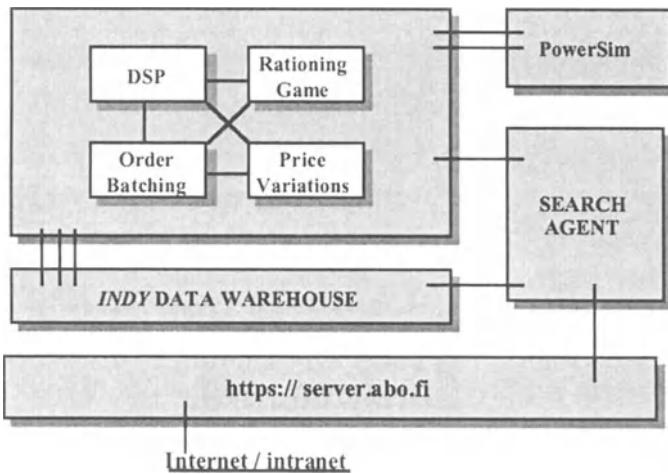 DSP
Rationing
Game
PowerSim
Order
Batching
Price
Variations
SEARCH
AGENT
INDY DATA WAREHOUSE
https:// server.abo.fi
Internet / intranet